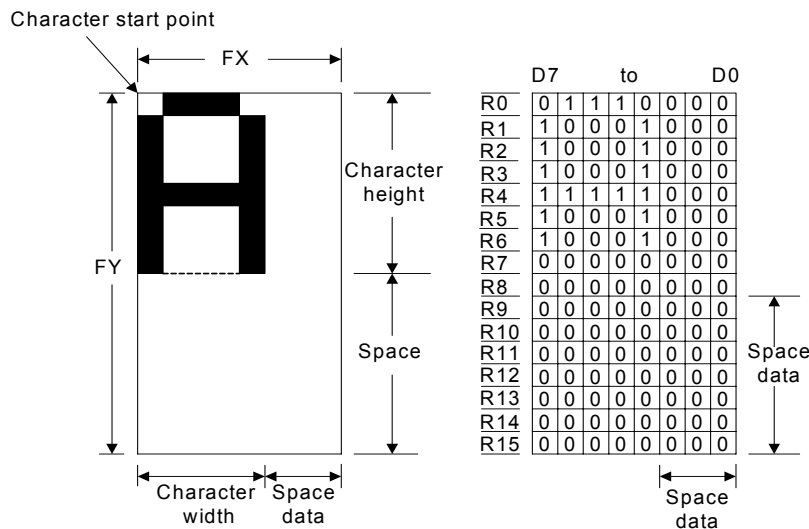 Character start point
FX
FY
Character
height
Space
Character
width
Space
data
D7 to D0
R0 0 1 1 1 0 0 0 0
R1 1 0 0 0 1 0 0 0
R2 1 0 0 0 1 0 0 0
R3 1 0 0 0 1 0 0 0
R4 1 1 1 1 1 0 0 0
R5 1 0 0 0 1 0 0 0
R6 1 0 0 0 1 0 0 0
R7 0 0 0 0 0 0 0 0
R8 0 0 0 0 0 0 0 0
R9 0 0 0 0 0 0 0 0
R10 0 0 0 0 0 0 0 0
R11 0 0 0 0 0 0 0 0
R12 0 0 0 0 0 0 0 0
R13 0 0 0 0 0 0 0 0
R14 0 0 0 0 0 0 0 0
R15 0 0 0 0 0 0 0 0
Space
data
Space
data